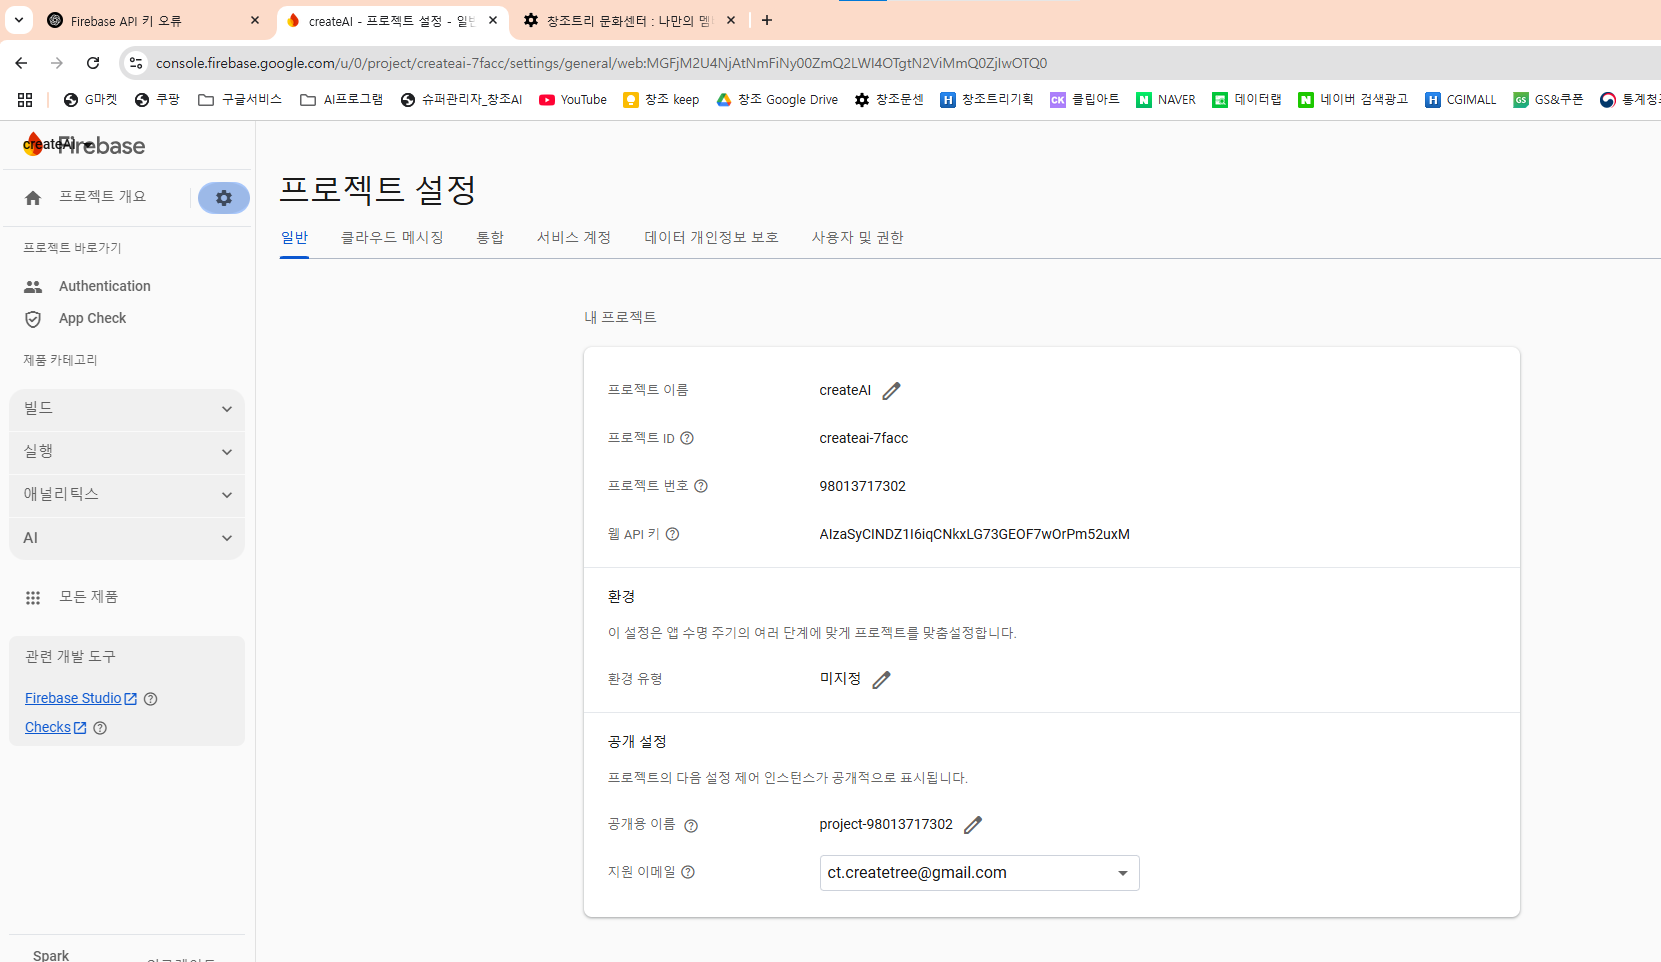 Firebase API 키 오류
createAI - 프로젝트 설정 - 일반
창조트리 문화센터 : 나만의 멤
console.firebase.google.com/u/0/project/createai-7facc/settings/general/web:MGFjM2U4NjAtNmFiNy00ZmQ2LWI4OTgtN2ViMmQ0ZjIwOTQ0
G마켓 쿠팡 구글서비스 AI프로그램 슈퍼관리자_창조AI YouTube 창조 keep 창조 Google Drive 창조문센 창조트리기획 CK 클립아트 NAVER 데이터랩 네이버 검색광고 CGIMALL GS GS&쿠폰 통계청
createAI Firebase
프로젝트 개요
프로젝트 바로가기
Authentication
App Check
제품 카테고리
빌드
실행
애널리틱스
AI
모든 제품
관련 개발 도구
Firebase Studio
Checks
Spark
프로젝트 설정
일반 클라우드 메시징 통합 서비스 계정 데이터 개인정보 보호 사용자 및 권한
내 프로젝트
프로젝트 이름 createAI
프로젝트 ID createai-7facc
프로젝트 번호 98013717302
웹 API 키 AIzaSyCINDZ1I6iqCNkxLG73GEOF7wOrPm52uxM
환경
이 설정은 앱 수명 주기의 여러 단계에 맞게 프로젝트를 맞춤설정합니다.
환경 유형 미지정
공개 설정
프로젝트의 다음 설정 제어 인스턴스가 공개적으로 표시됩니다.
공개용 이름 project-98013717302
지원 이메일 ct.createtree@gmail.com